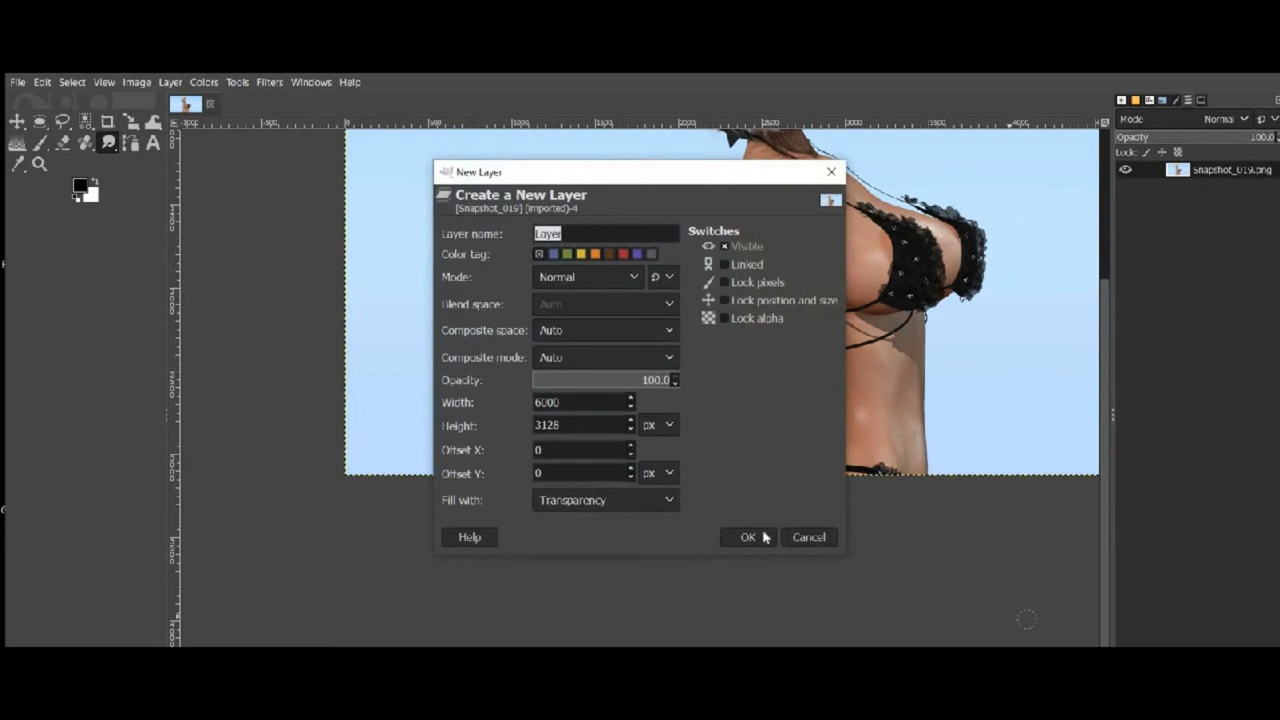 File Edit Select View Image Layer Colors Tools Filters Windows Help
Mode Normal
Opacity 100.0
Lock:
Snapshot_019.png
New Layer
Create a New Layer
[Snapshot_019] (imported)-4
Layer name: Layer
Color tag:
Mode: Normal
Blend space: Auto
Composite space: Auto
Composite mode: Auto
Opacity: 100.0
Width: 6000
Height: 3128 px
Offset X: 0
Offset Y: 0 px
Fill with: Transparency
Switches
Visible
Linked
Lock pixels
Lock position and size
Lock alpha
Help OK Cancel